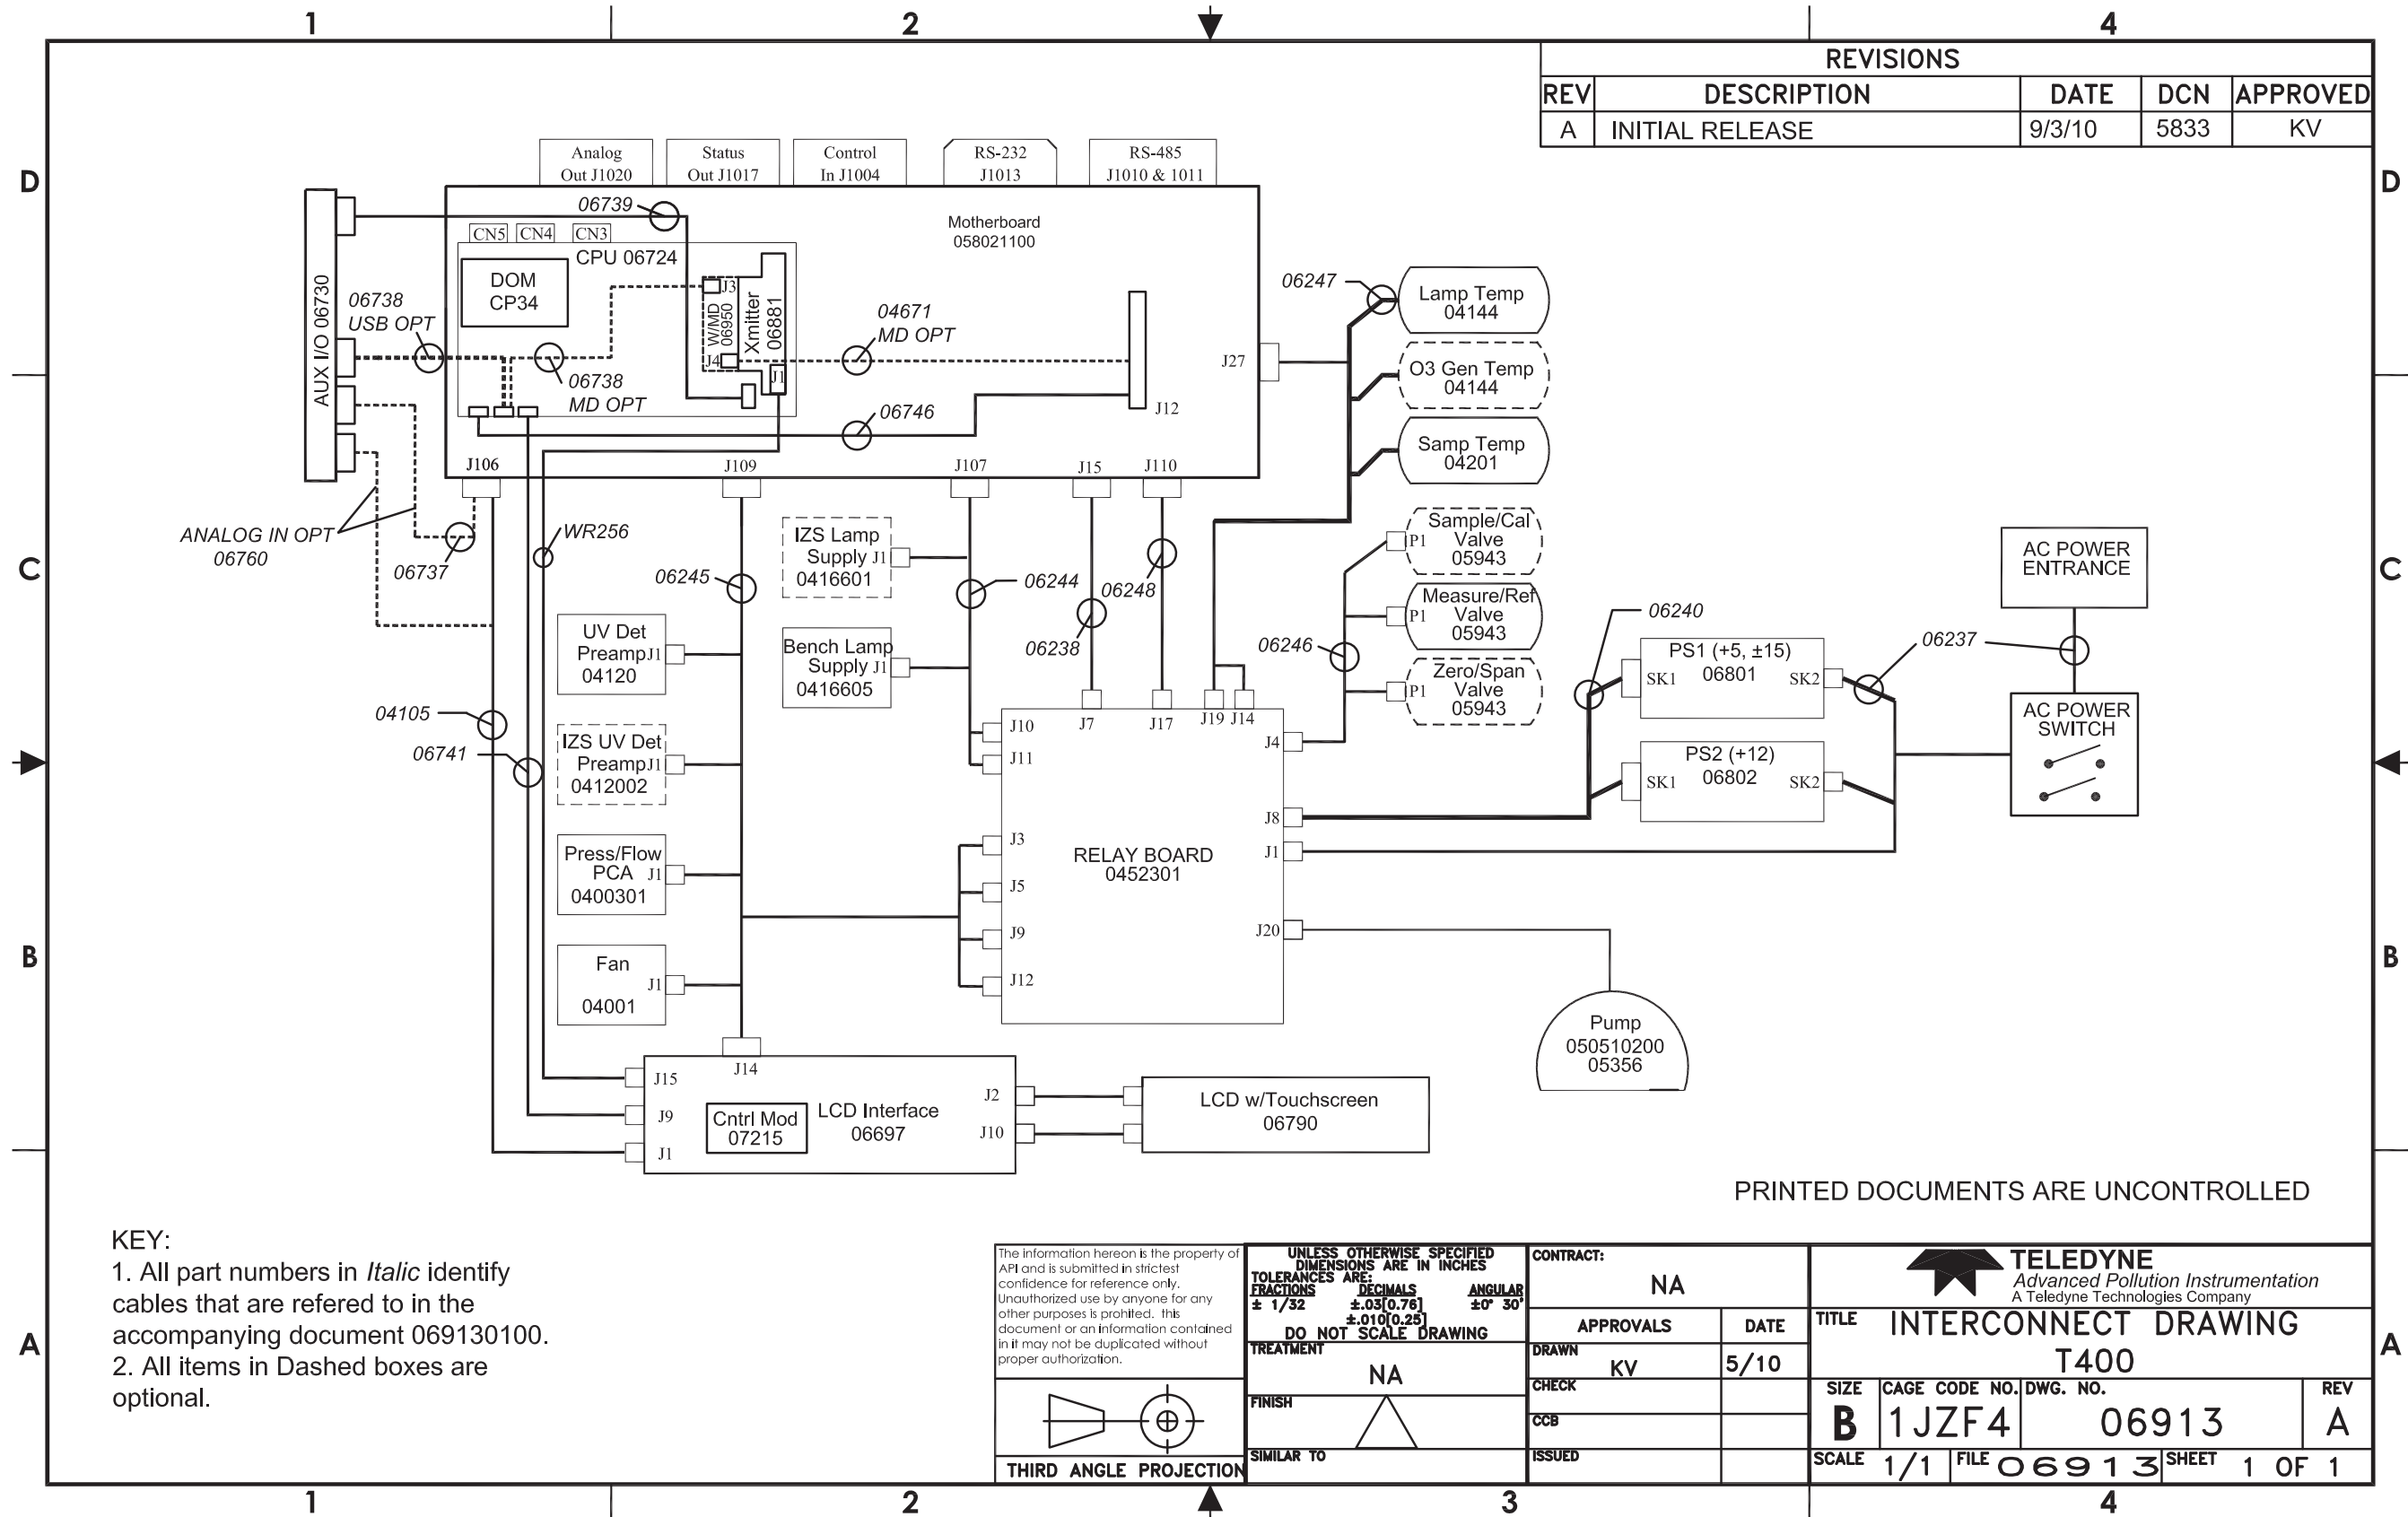 1
2
4
REVISIONS
REV DESCRIPTION DATE DCN APPROVED
A INITIAL RELEASE 9/3/10 5833 KV
D
D
Analog
Out J1020
Status
Out J1017
Control
In J1004
RS-232
J1013
RS-485
J1010 & 1011
06739
Motherboard
058021100
CN5
CN4
CN3
CPU 06724
DOM
CP34
AUX I/O 06730
06738
USB OPT
J3
W/MD
06950
J4
Xmitter
06881
J1
04671
MD OPT
06738
MD OPT
06746
J27
J12
06247
Lamp Temp
04144
O3 Gen Temp
04144
Samp Temp
04201
J106
J109
J107
J15
J110
ANALOG IN OPT
06760
06737
WR256
C
C
06245
IZS Lamp
Supply J1
0416601
06244
06248
06238
Bench Lamp
Supply J1
0416605
Sample/Cal
P1 Valve
05943
Measure/Ref
P1 Valve
05943
Zero/Span
P1 Valve
05943
06246
AC POWER
ENTRANCE
06240
06237
PS1 (+5, ±15)
SK1 06801 SK2
PS2 (+12)
SK1 06802 SK2
AC POWER
SWITCH
UV Det
Preamp J1
04120
IZS UV Det
Preamp J1
0412002
Press/Flow
PCA J1
0400301
Fan
J1
04001
04105
06741
J10
J11
J3
J5
J9
J12
J7
J17
J19
J14
J4
J8
J1
J20
RELAY BOARD
0452301
B
B
Pump
050510200
05356
J14
J15
J9
J1
Cntrl Mod
07215
LCD Interface
06697
J2
J10
LCD w/Touchscreen
06790
PRINTED DOCUMENTS ARE UNCONTROLLED
KEY:
1. All part numbers in Italic identify
cables that are refered to in the
accompanying document 069130100.
2. All items in Dashed boxes are
optional.
A
A
The information hereon is the property of
API and is submitted in strictest
confidence for reference only.
Unauthorized use by anyone for any
other purposes is prohited. this
document or an information contained
in it may not be duplicated without
proper authorization.
THIRD ANGLE PROJECTION
UNLESS OTHERWISE SPECIFIED
DIMENSIONS ARE IN INCHES
TOLERANCES ARE:
FRACTIONS DECIMALS ANGULAR
± 1/32 ±.03[0.76] ±0° 30'
±.010[0.25]
DO NOT SCALE DRAWING
TREATMENT
NA
FINISH
SIMILAR TO
CONTRACT:
NA
APPROVALS DATE
DRAWN KV 5/10
CHECK
CCB
ISSUED
TELEDYNE
Advanced Pollution Instrumentation
A Teledyne Technologies Company
TITLE INTERCONNECT DRAWING
T400
SIZE CAGE CODE NO. DWG. NO. REV
B 1JZF4 06913 A
SCALE 1/1 FILE 06913 SHEET 1 OF 1
1
2
3
4